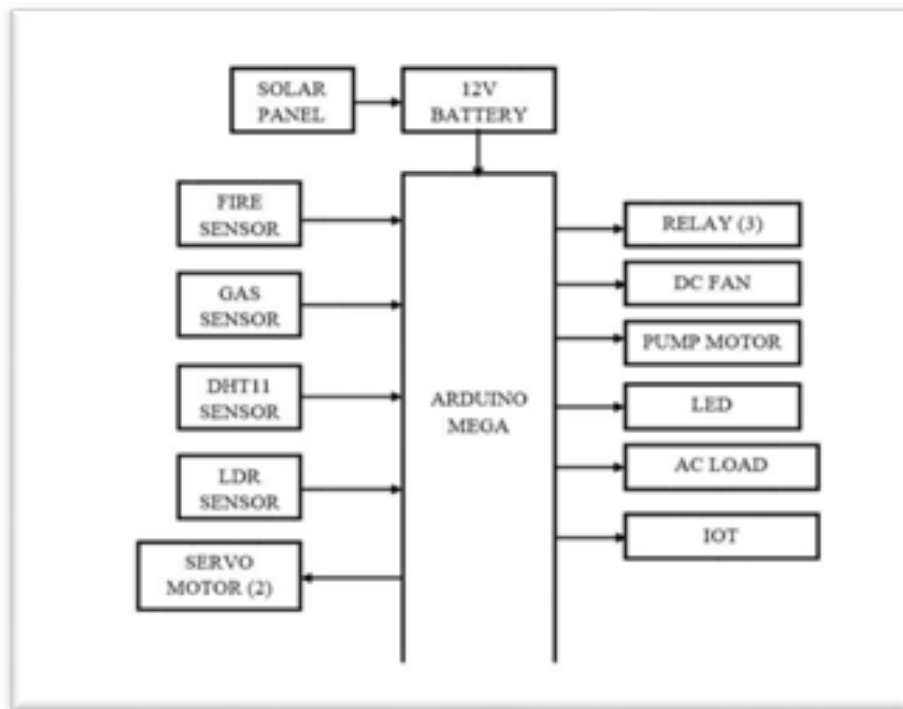 SOLAR
PANEL
12V
BATTERY
FIRE
SENSOR
GAS
SENSOR
DHT11
SENSOR
LDR
SENSOR
SERVO
MOTOR (2)
ARDUINO
MEGA
RELAY (3)
DC FAN
PUMP MOTOR
LED
AC LOAD
IOT